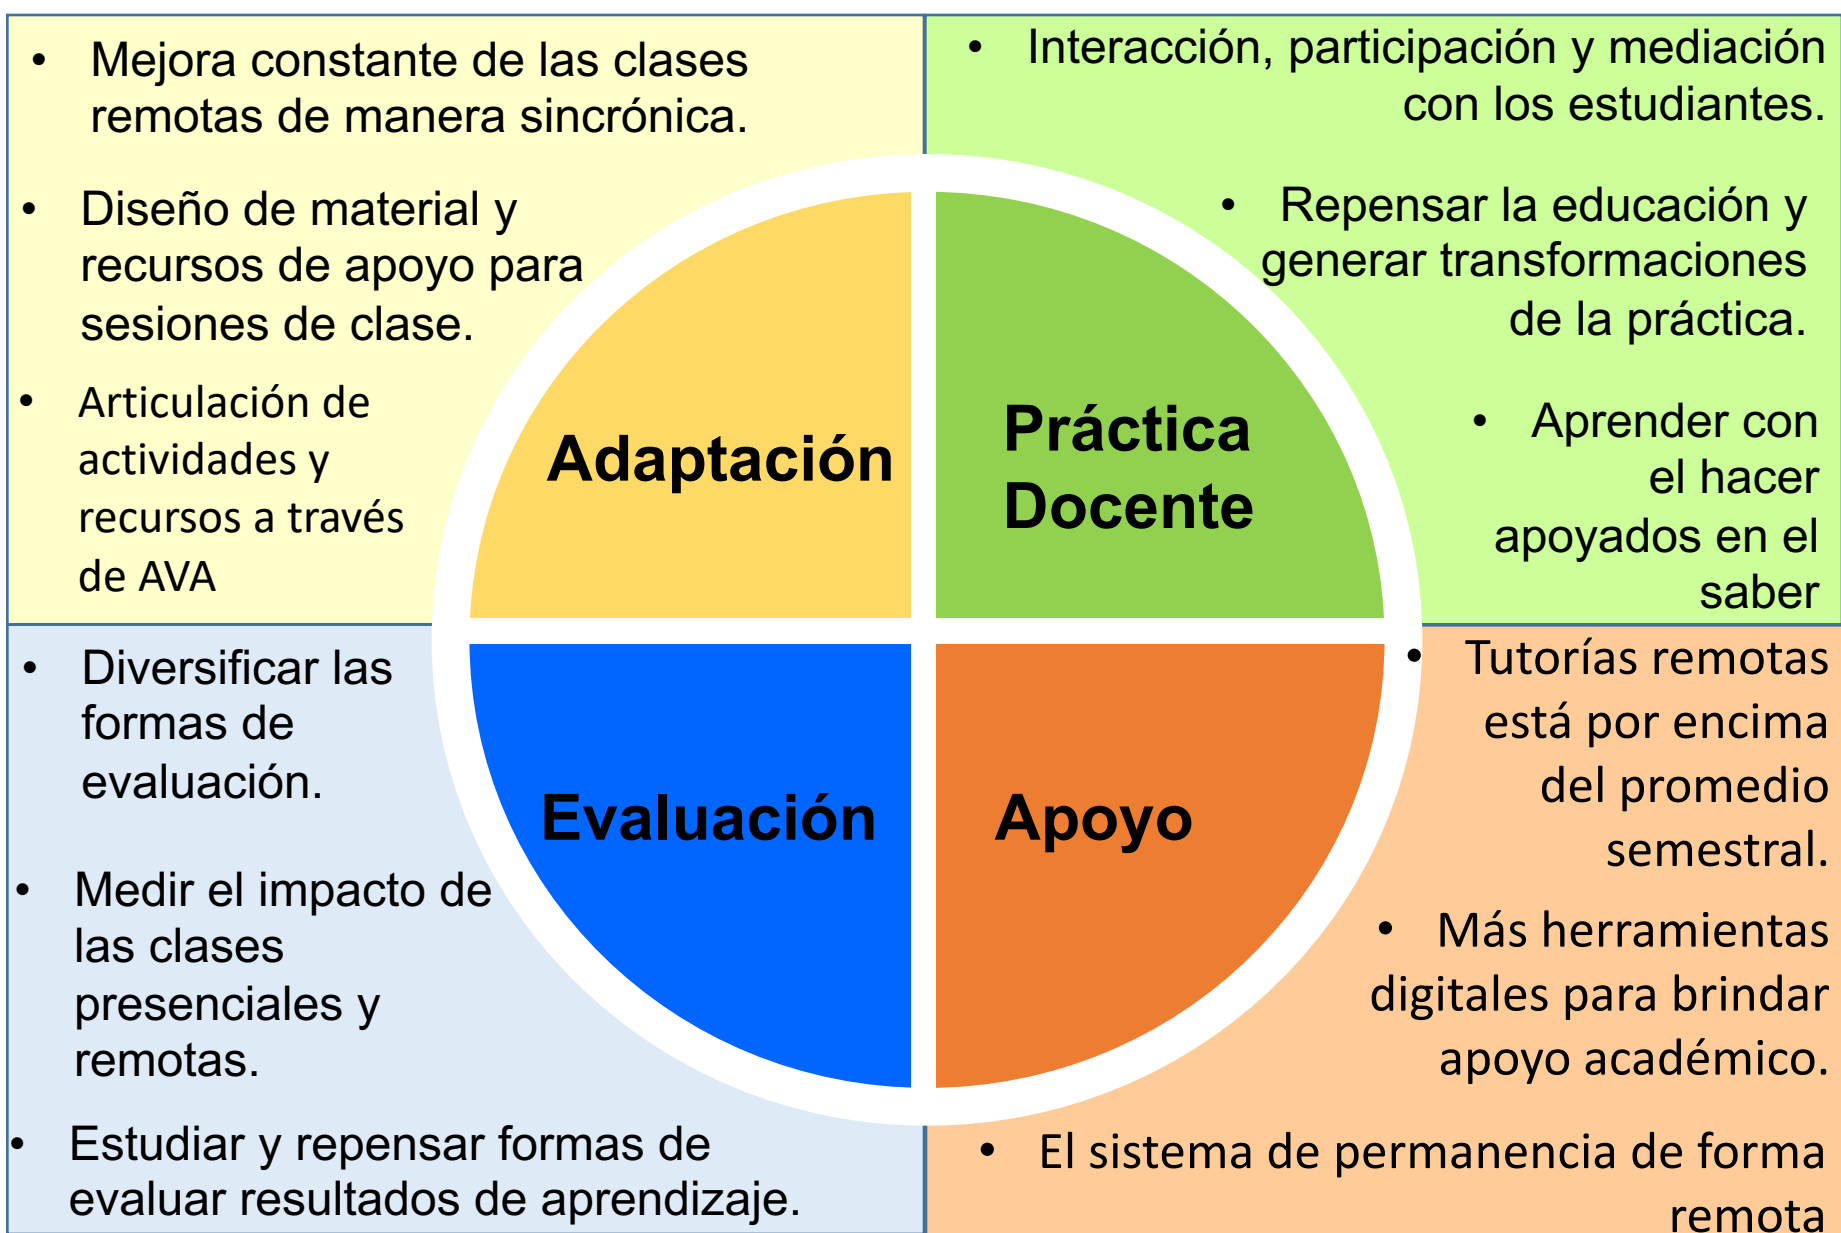 • Mejora constante de las clases
remotas de manera sincrónica.
• Diseño de material y
recursos de apoyo para
sesiones de clase.
• Articulación de
actividades y
recursos a través
de AVA
• Interacción, participación y mediación
con los estudiantes.
• Repensar la educación y
generar transformaciones
de la práctica.
• Aprender con
el hacer
apoyados en el
saber
Adaptación
Práctica
Docente
Evaluación
Apoyo
• Diversificar las
formas de
evaluación.
• Medir el impacto de
las clases
presenciales y
remotas.
• Estudiar y repensar formas de
evaluar resultados de aprendizaje.
• Tutorías remotas
está por encima
del promedio
semestral.
• Más herramientas
digitales para brindar
apoyo académico.
• El sistema de permanencia de forma
remota